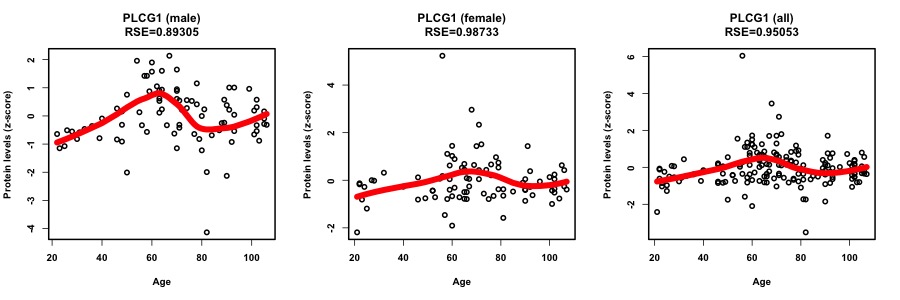 PLCG1 (male)
RSE=0.89305
2
1
0
-1
-2
-3
-4
Protein levels (z-score)
20 40 60 80 100
Age
PLCG1 (female)
RSE=0.98733
4
2
0
-2
Protein levels (z-score)
20 40 60 80 100
Age
PLCG1 (all)
RSE=0.95053
6
4
2
0
-2
Protein levels (z-score)
20 40 60 80 100
Age